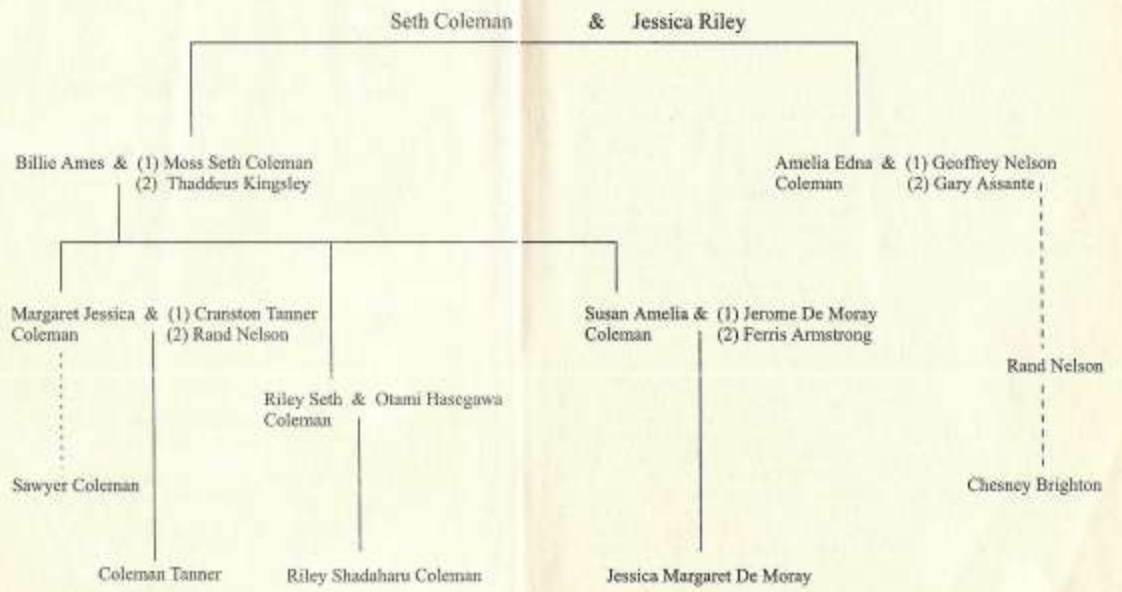 Seth Coleman & Jessica Riley
Billie Ames & (1) Moss Seth Coleman
(2) Thaddeus Kingsley
Amelia Edna & (1) Geoffrey Nelson
Coleman (2) Gary Assante
Margaret Jessica & (1) Cranston Tanner
Coleman (2) Rand Nelson
Susan Amelia & (1) Jerome De Moray
Coleman (2) Ferris Armstrong
Rand Nelson
Riley Seth & Otami Hasegawa
Coleman
Sawyer Coleman
Chesney Brighton
Coleman Tanner
Riley Shadaharu Coleman
Jessica Margaret De Moray